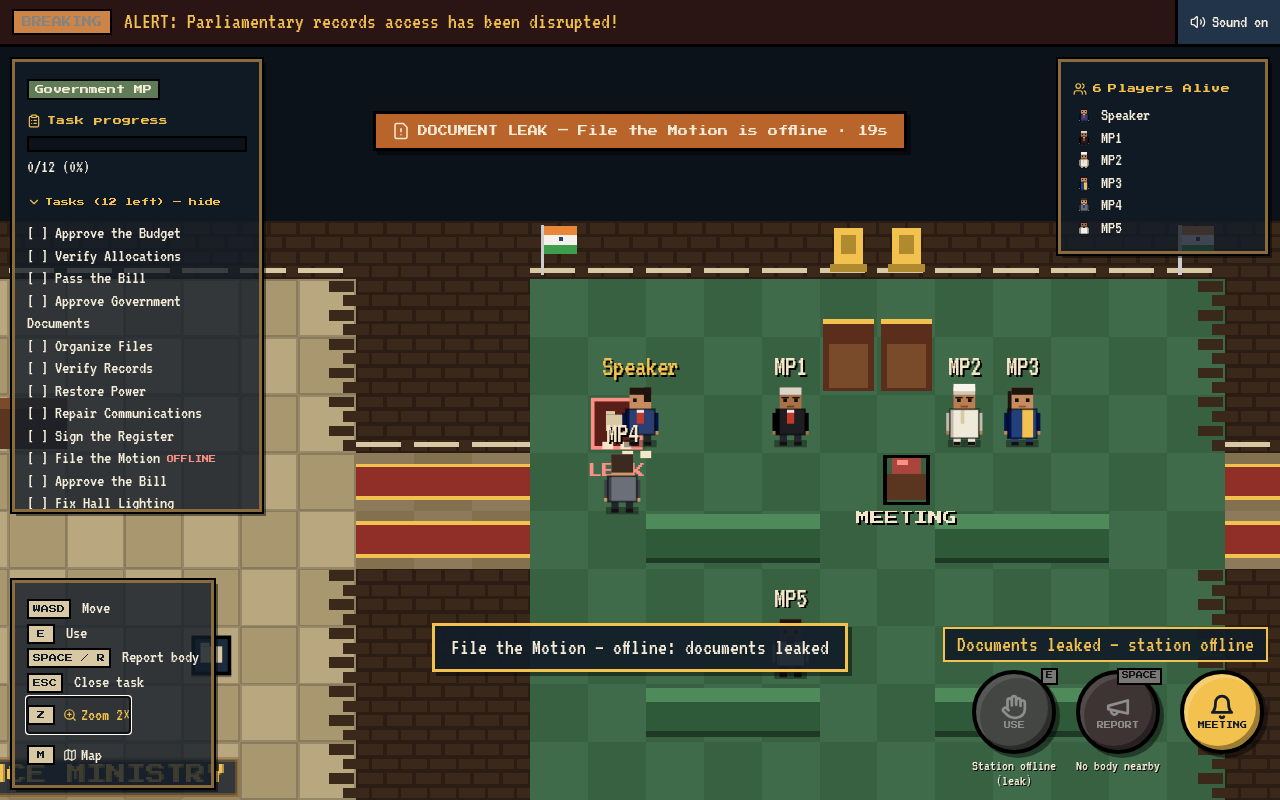 BREAKING
ALERT: Parliamentary records access has been disrupted!
Sound on
Government MP
Task progress
0/12 (0%)
Tasks (12 left) — hide
[ ] Approve the Budget
[ ] Verify Allocations
[ ] Pass the Bill
[ ] Approve Government
Documents
[ ] Organize Files
[ ] Verify Records
[ ] Restore Power
[ ] Repair Communications
[ ] Sign the Register
[ ] File the Motion OFFLINE
[ ] Approve the Bill
[ ] Fix Hall Lighting
DOCUMENT LEAK — File the Motion is offline · 19s
6 Players Alive
Speaker
MP1
MP2
MP3
MP4
MP5
Speaker
MP1
MP2
MP3
MP4
LEAK
MEETING
MP5
File the Motion — offline: documents leaked
Documents leaked — station offline
WASD Move
E Use
SPACE / R Report body
ESC Close task
Z Zoom 2X
M Map
CE MINISTRY
E
USE
Station offline
(leak)
SPACE
REPORT
No body nearby
MEETING